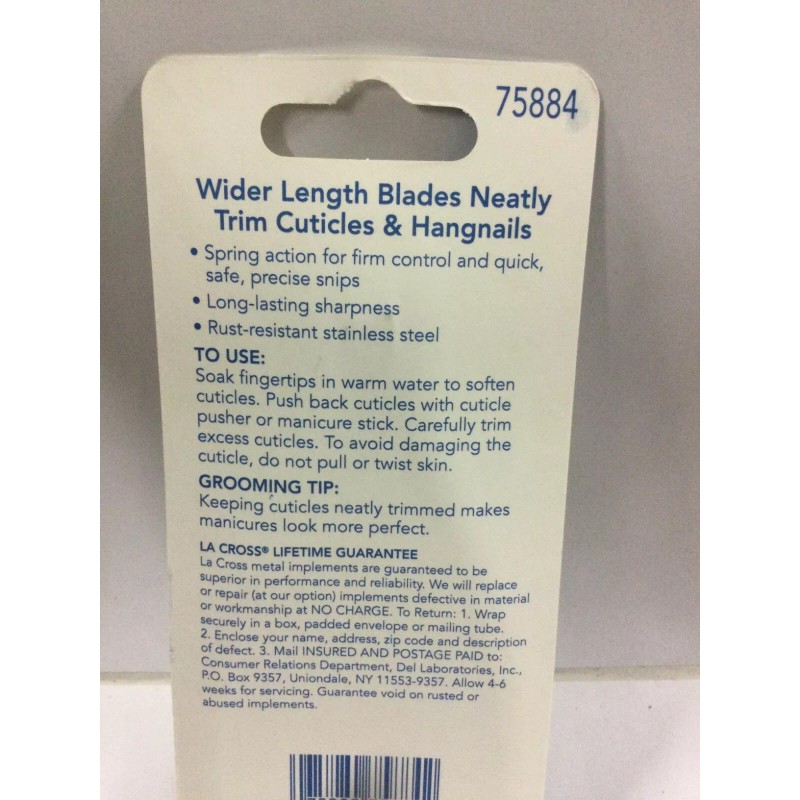 75884
Wider Length Blades Neatly
Trim Cuticles & Hangnails
• Spring action for firm control and quick,
safe, precise snips
• Long-lasting sharpness
• Rust-resistant stainless steel
TO USE:
Soak fingertips in warm water to soften
cuticles. Push back cuticles with cuticle
pusher or manicure stick. Carefully trim
excess cuticles. To avoid damaging the
cuticle, do not pull or twist skin.
GROOMING TIP:
Keeping cuticles neatly trimmed makes
manicures look more perfect.
LA CROSS® LIFETIME GUARANTEE
La Cross metal implements are guaranteed to be
superior in performance and reliability. We will replace
or repair (at our option) implements defective in material
or workmanship at NO CHARGE. To Return: 1. Wrap
securely in a box, padded envelope or mailing tube.
2. Enclose your name, address, zip code and description
of defect. 3. Mail INSURED AND POSTAGE PAID to:
Consumer Relations Department, Del Laboratories, Inc.,
P.O. Box 9357, Uniondale, NY 11553-9357. Allow 4-6
weeks for servicing. Guarantee void on rusted or
abused implements.